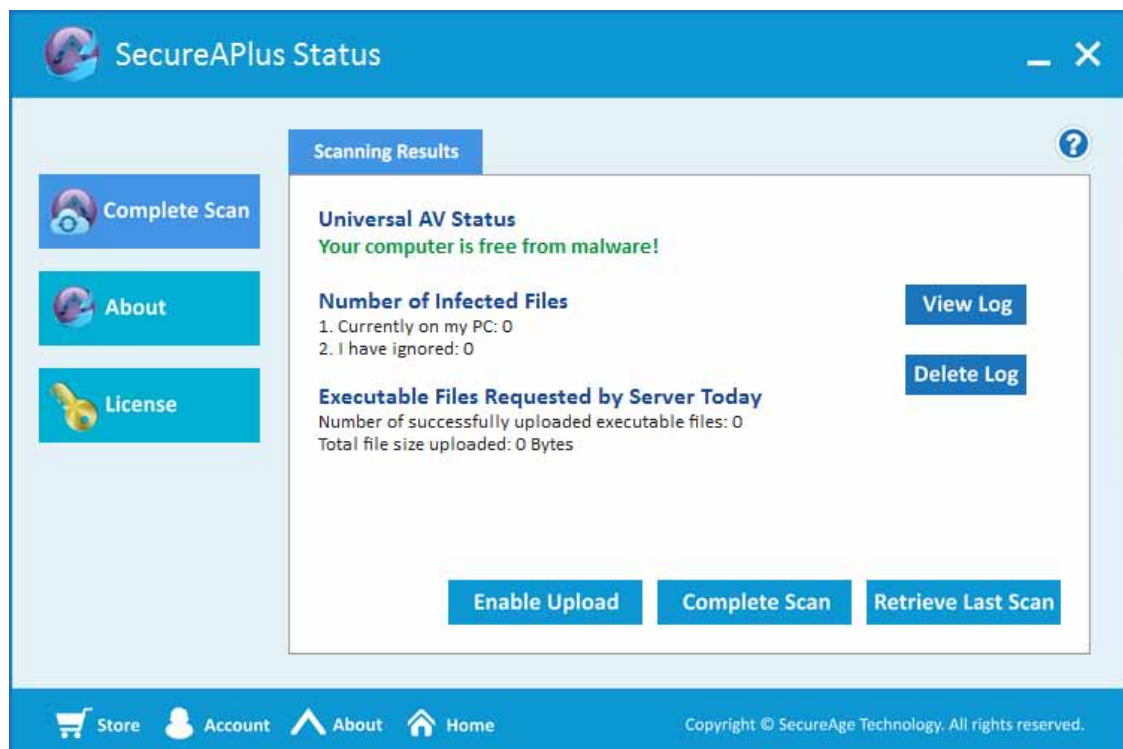 SecureAPlus Status
Scanning Results
Complete Scan
About
License
Universal AV Status
Your computer is free from malware!
Number of Infected Files
1. Currently on my PC: 0
2. I have ignored: 0
View Log
Delete Log
Executable Files Requested by Server Today
Number of successfully uploaded executable files: 0
Total file size uploaded: 0 Bytes
Enable Upload
Complete Scan
Retrieve Last Scan
Store
Account
About
Home
Copyright © SecureAge Technology. All rights reserved.